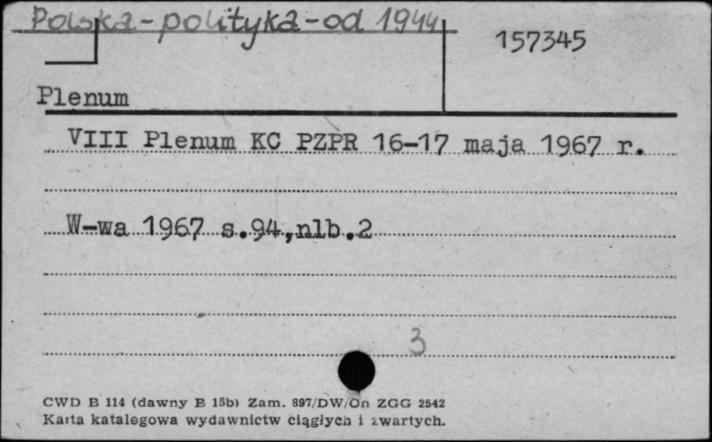 Polska - polityka - od 1944
157345
Plenum
VIII Plenum KC PZPR 16-17 maja 1967 r.
W-wa 1967 s.94,nlb.2
3
CWD B 114 (dawny B 15b) Zam. 897/DW/On ZGG 2542
Karta katalogowa wydawnictw ciągłych i zwartych.